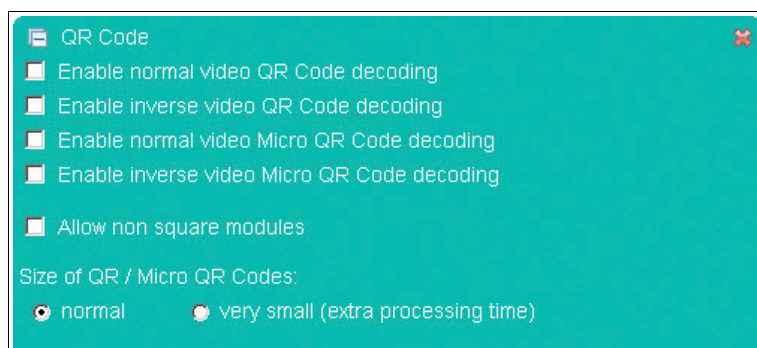 QR Code
Enable normal video QR Code decoding
Enable inverse video QR Code decoding
Enable normal video Micro QR Code decoding
Enable inverse video Micro QR Code decoding
Allow non square modules
Size of QR / Micro QR Codes:
normal very small (extra processing time)